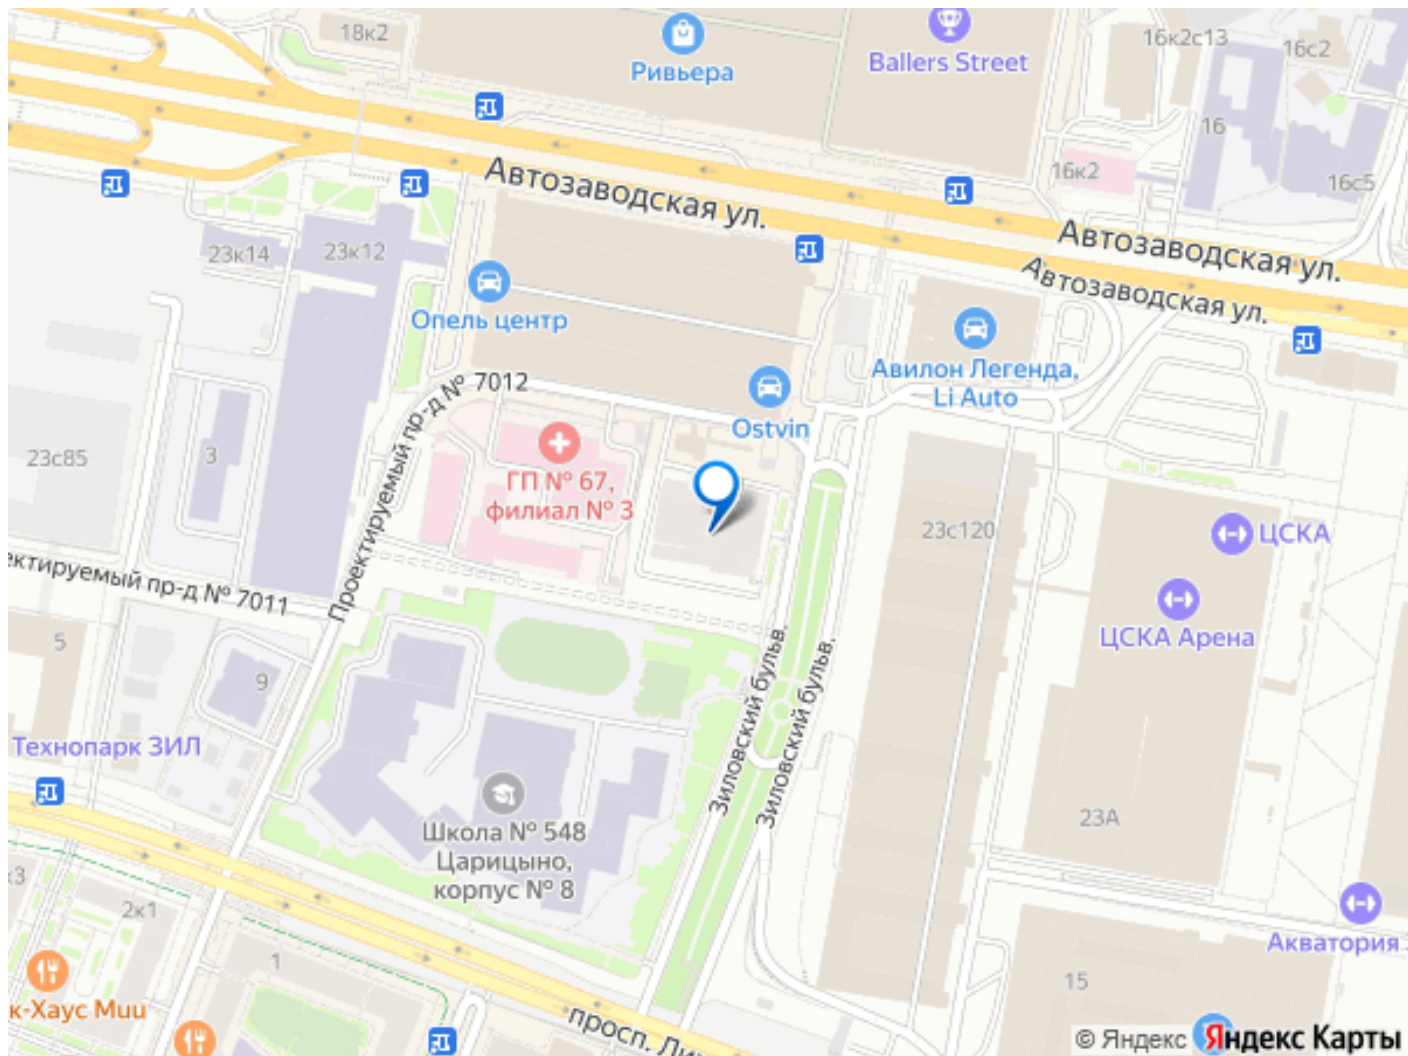 18к2
Ривьера
Ballers Street
16к2с13
16с2
16
16к2
16с5
Автозаводская ул.
Автозаводская ул.
Автозаводская ул.
23к14
23к12
Опель центр
Авилон Легенда,
Li Auto
Проектируемый пр-д № 7012
Ostvin
23с85
3
ГП № 67,
филиал № 3
23с120
ЦСКА
ЦСКА Арена
пр-д № 7011
5
9
Зиловский бульв.
Зиловский бульв.
Технопарк ЗИЛ
Школа № 548
Царицыно,
корпус № 8
23А
2к1
1
Muu
Акватория
15
просп.
© Яндекс
Яндекс Карты